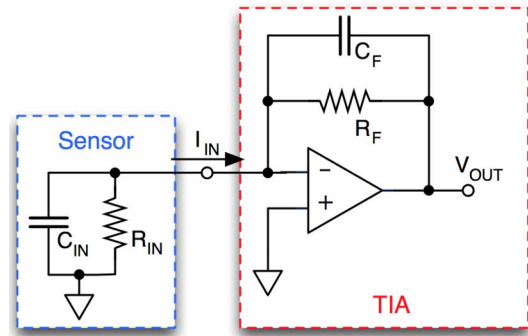 C_F
R_F
Sensor
I_IN
V_OUT
−
+
C_IN
R_IN
TIA